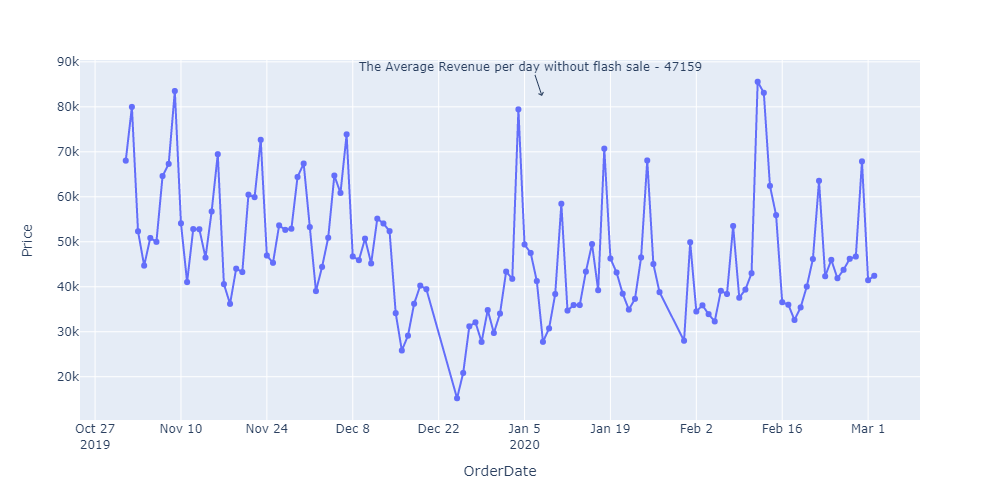 The Average Revenue per day without flash sale - 47159
90k
80k
70k
60k
50k
40k
30k
20k
Price
Oct 27
2019
Nov 10
Nov 24
Dec 8
Dec 22
Jan 5
2020
Jan 19
Feb 2
Feb 16
Mar 1
OrderDate